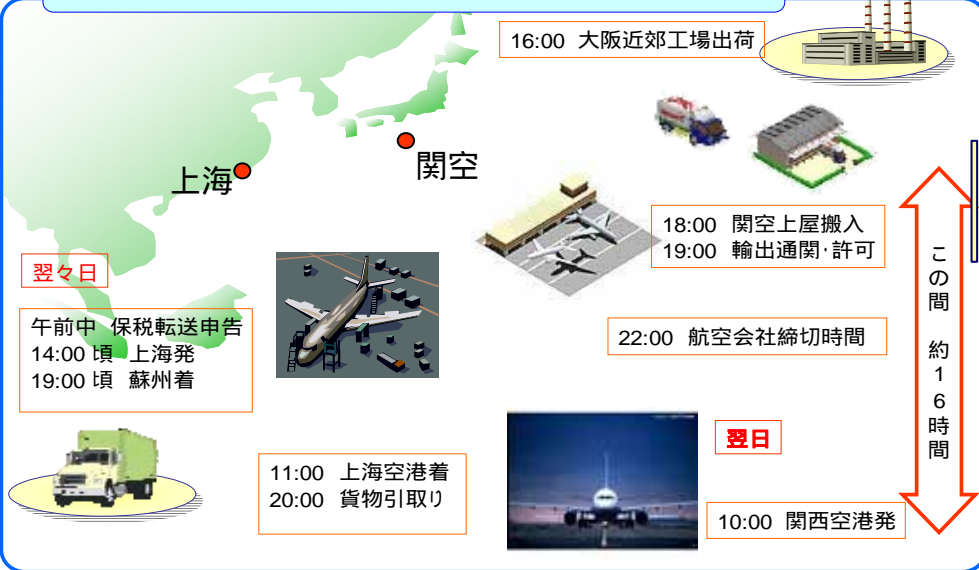 16:00 大阪近郊工場出荷
上海
関空
18:00 関空上屋搬入
19:00 輸出通関・許可
この間 約16時間
翌々日
午前中 保税転送申告
14:00 頃 上海発
19:00 頃 蘇州着
22:00 航空会社締切時間
翌日
11:00 上海空港着
20:00 貨物引取り
10:00 関西空港発